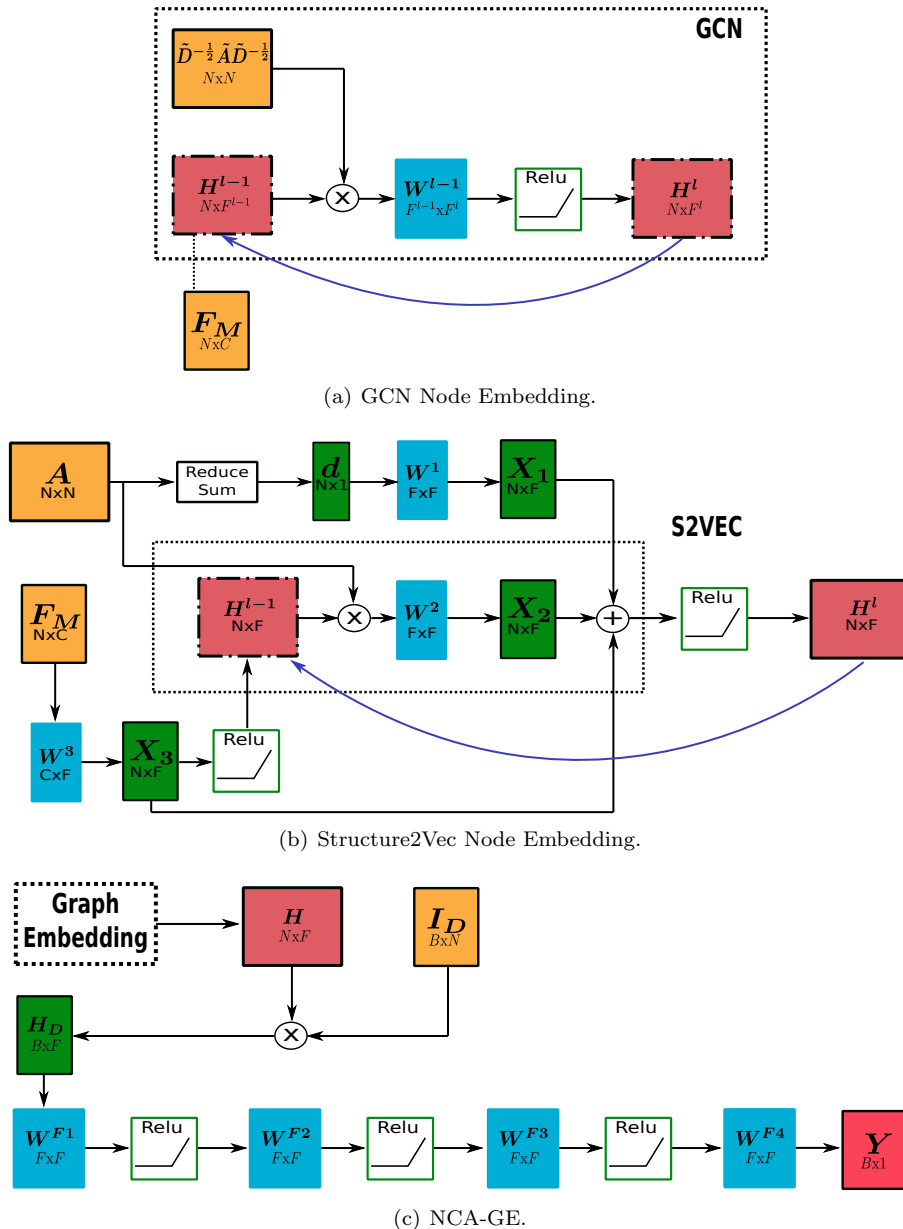 GCN
D̃^{-1/2} Ã D̃^{-1/2}
NxN
H^{l-1}
NxF^{l-1}
X
W^{l-1}
F^{l-1}xF^l
Relu
H^l
NxF^l
F_M
NxC
(a) GCN Node Embedding.
A
NxN
Reduce
Sum
d
Nx1
W^1
FxF
X_1
NxF
S2VEC
F_M
NxC
H^{l-1}
NxF
X
W^2
FxF
X_2
NxF
+
Relu
H^l
NxF
W^3
CxF
X_3
NxF
Relu
(b) Structure2Vec Node Embedding.
Graph
Embedding
H
NxF
I_D
BxN
H_D
BxF
X
W^{F1}
FxF
Relu
W^{F2}
FxF
Relu
W^{F3}
FxF
Relu
W^{F4}
FxF
Y
Bx1
(c) NCA-GE.